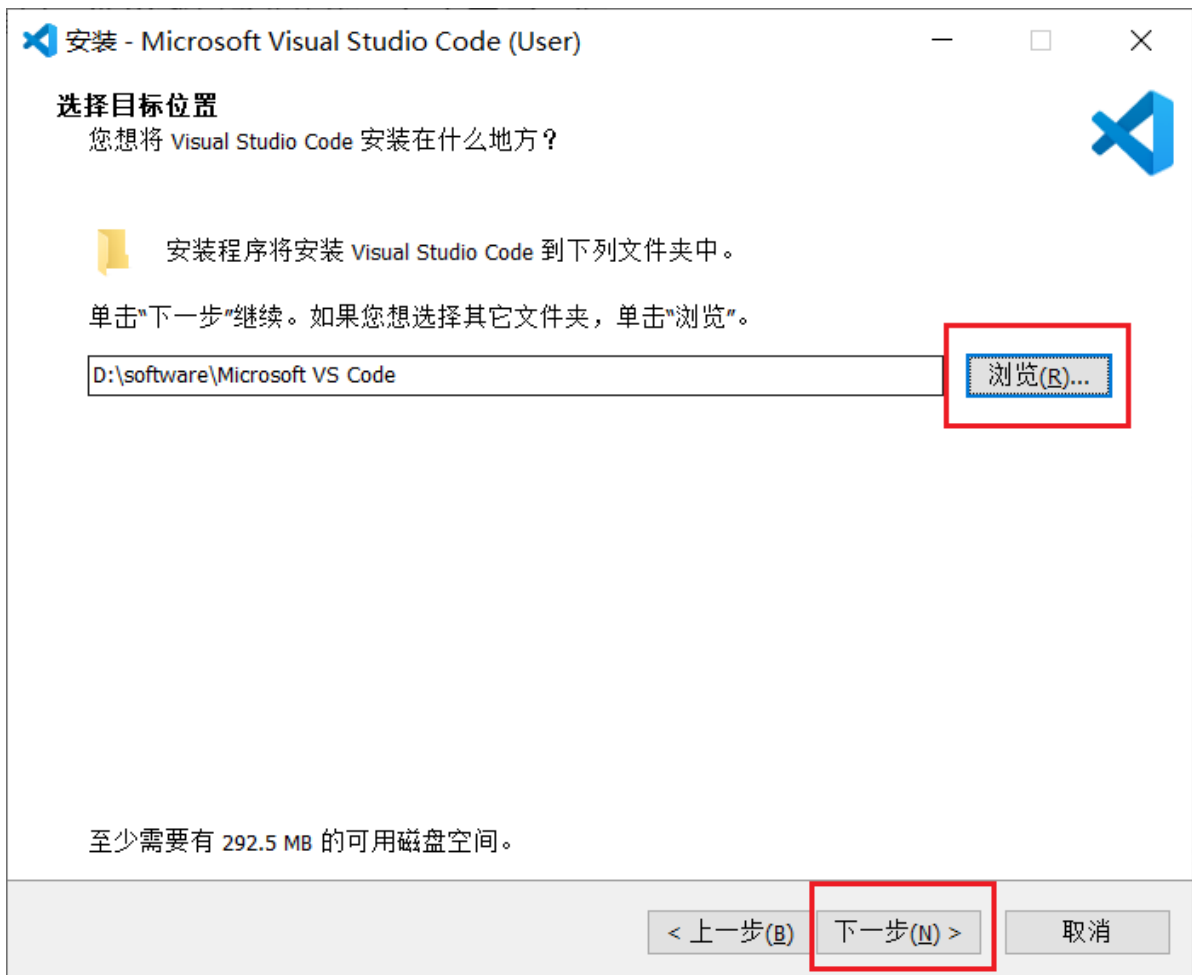 安装 - Microsoft Visual Studio Code (User)
选择目标位置
您想将 Visual Studio Code 安装在什么地方？
安装程序将安装 Visual Studio Code 到下列文件夹中。
单击“下一步”继续。如果您想选择其它文件夹，单击“浏览”。
D:\software\Microsoft VS Code
浏览(R)...
至少需要有 292.5 MB 的可用磁盘空间。
< 上一步(B) 下一步(N) > 取消